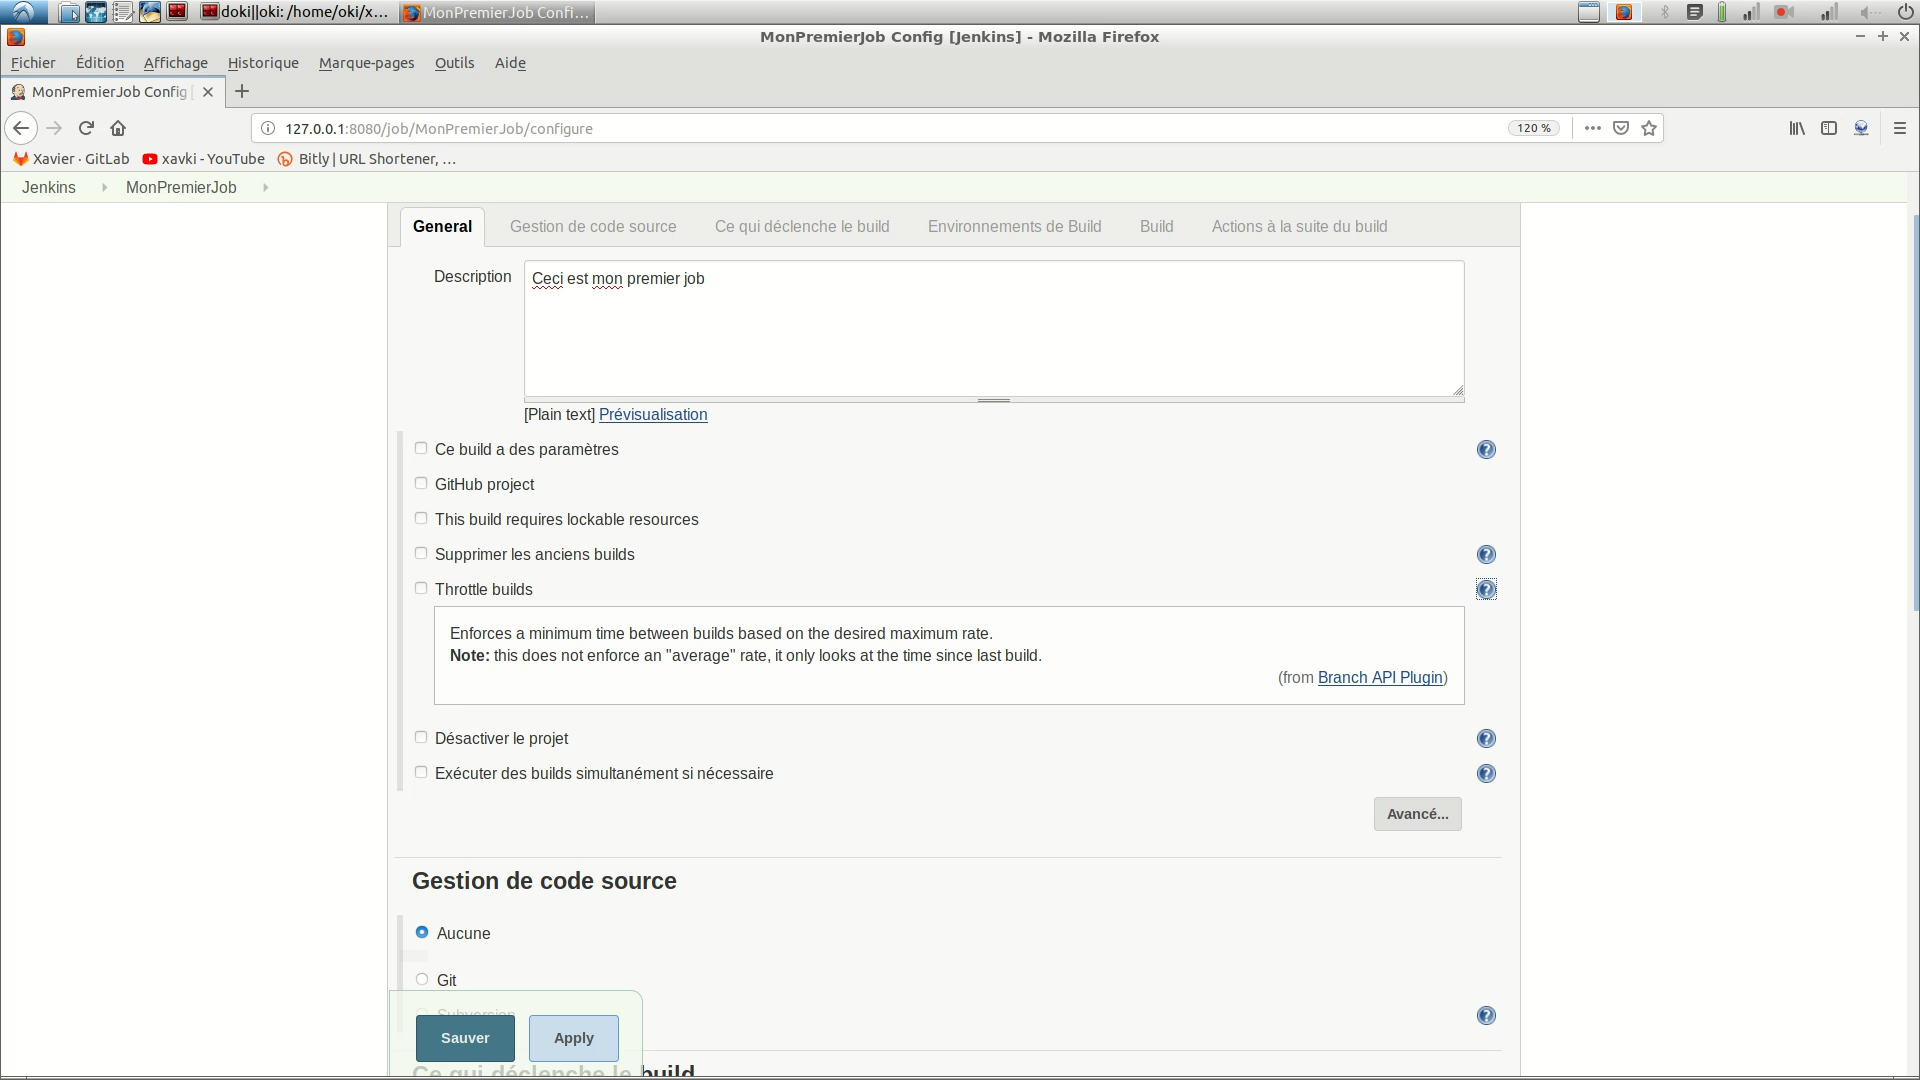 doki||oki: /home/oki/x...
MonPremierJob Confi...
MonPremierJob Config [Jenkins] - Mozilla Firefox
Fichier Édition Affichage Historique Marque-pages Outils Aide
MonPremierJob Config [
127.0.0.1:8080/job/MonPremierJob/configure
120 %
Xavier · GitLab xavki - YouTube Bitly | URL Shortener, ...
Jenkins MonPremierJob
General Gestion de code source Ce qui déclenche le build Environnements de Build Build Actions à la suite du build
Description
Ceci est mon premier job
[Plain text] Prévisualisation
Ce build a des paramètres
GitHub project
This build requires lockable resources
Supprimer les anciens builds
Throttle builds
Enforces a minimum time between builds based on the desired maximum rate.
Note: this does not enforce an "average" rate, it only looks at the time since last build.
(from Branch API Plugin)
Désactiver le projet
Exécuter des builds simultanément si nécessaire
Avancé...
Gestion de code source
Aucune
Git
Subversion
Sauver Apply
Ce qui déclenche le build